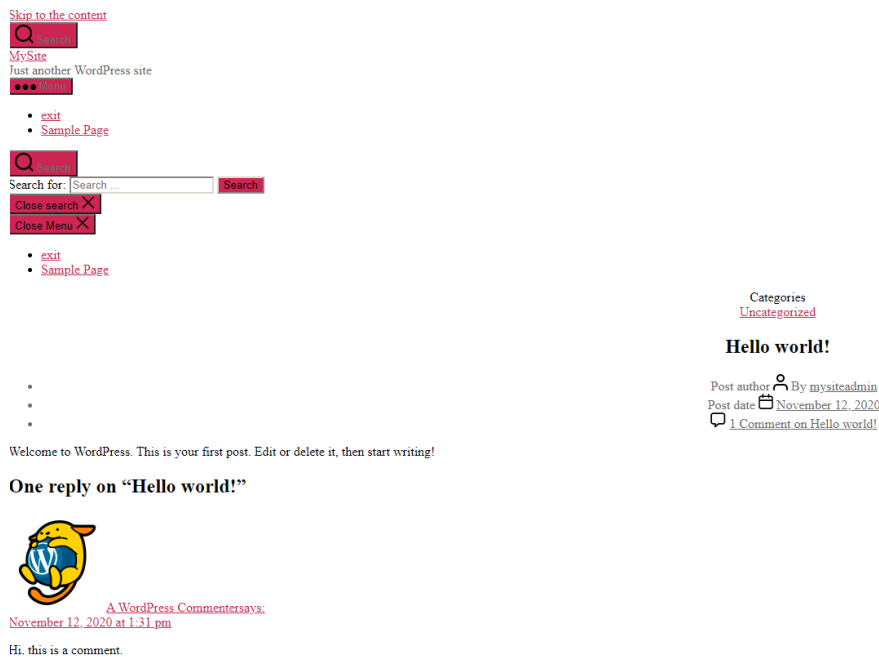 Skip to the content
Search
MySite
Just another WordPress site
Menu
exit
Sample Page
Search
Search for: Search … Search
Close search
Close Menu
exit
Sample Page
Categories
Uncategorized
Hello world!
Post author By mysiteadmin
Post date November 12, 2020
1 Comment on Hello world!
Welcome to WordPress. This is your first post. Edit or delete it, then start writing!
One reply on “Hello world!”
W
A WordPress Commentersays:
November 12, 2020 at 1:31 pm
Hi, this is a comment.